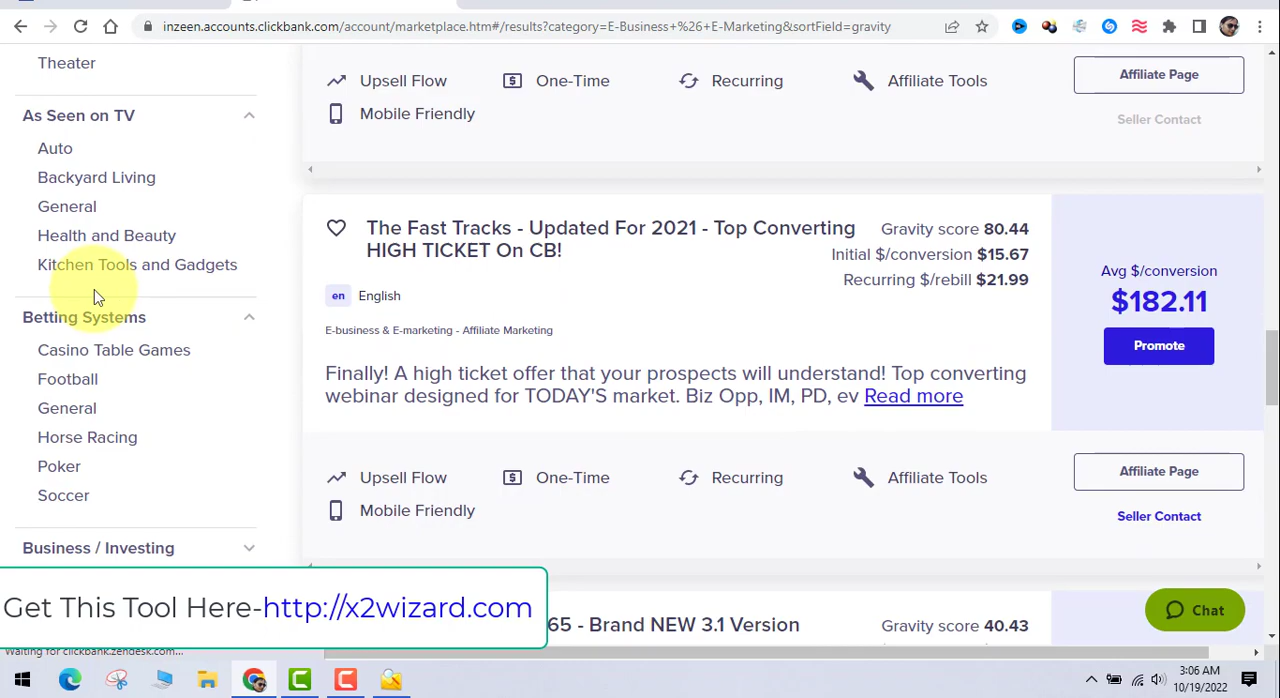 inzeen.accounts.clickbank.com/account/marketplace.htm#/results?category=E-Business+%26+E-Marketing&sortField=gravity
Theater
As Seen on TV
Auto
Backyard Living
General
Health and Beauty
Kitchen Tools and Gadgets
Betting Systems
Casino Table Games
Football
General
Horse Racing
Poker
Soccer
Business / Investing
Upsell Flow
One-Time
Recurring
Affiliate Tools
Mobile Friendly
Affiliate Page
Seller Contact
The Fast Tracks - Updated For 2021 - Top Converting
HIGH TICKET On CB!
Gravity score 80.44
Initial $/conversion $15.67
Recurring $/rebill $21.99
en English
E-business & E-marketing - Affiliate Marketing
Finally! A high ticket offer that your prospects will understand! Top converting
webinar designed for TODAY'S market. Biz Opp, IM, PD, ev Read more
Avg $/conversion
$182.11
Promote
Upsell Flow
One-Time
Recurring
Affiliate Tools
Mobile Friendly
Affiliate Page
Seller Contact
65 - Brand NEW 3.1 Version
Gravity score 40.43
Get This Tool Here-http://x2wizard.com
Chat
Waiting for clickbank.zendesk.com...
3:06 AM
10/19/2022